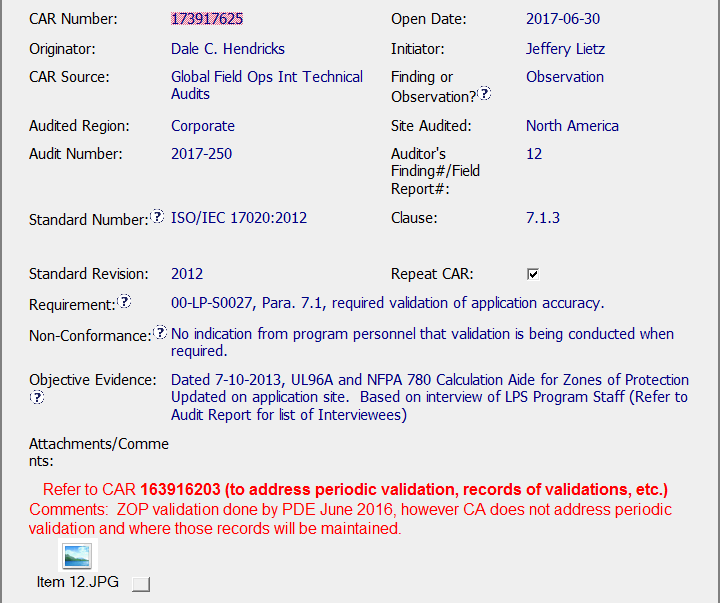 CAR Number: 173917625 Open Date: 2017-06-30
Originator: Dale C. Hendricks Initiator: Jeffery Lietz
CAR Source: Global Field Ops Int Technical Finding or Observation
Audits Observation??
Audited Region: Corporate Site Audited: North America
Audit Number: 2017-250 Auditor's 12
Finding#/Field
Report#:
Standard Number:? ISO/IEC 17020:2012 Clause: 7.1.3
Standard Revision: 2012 Repeat CAR:
Requirement:? 00-LP-S0027, Para. 7.1, required validation of application accuracy.
Non-Conformance:? No indication from program personnel that validation is being conducted when
required.
Objective Evidence: Dated 7-10-2013, UL96A and NFPA 780 Calculation Aide for Zones of Protection
? Updated on application site.  Based on interview of LPS Program Staff (Refer to
Audit Report for list of Interviewees)
Attachments/Comme
nts:
Refer to CAR 163916203 (to address periodic validation, records of validations, etc.)
Comments:  ZOP validation done by PDE June 2016, however CA does not address periodic
validation and where those records will be maintained.
Item 12.JPG